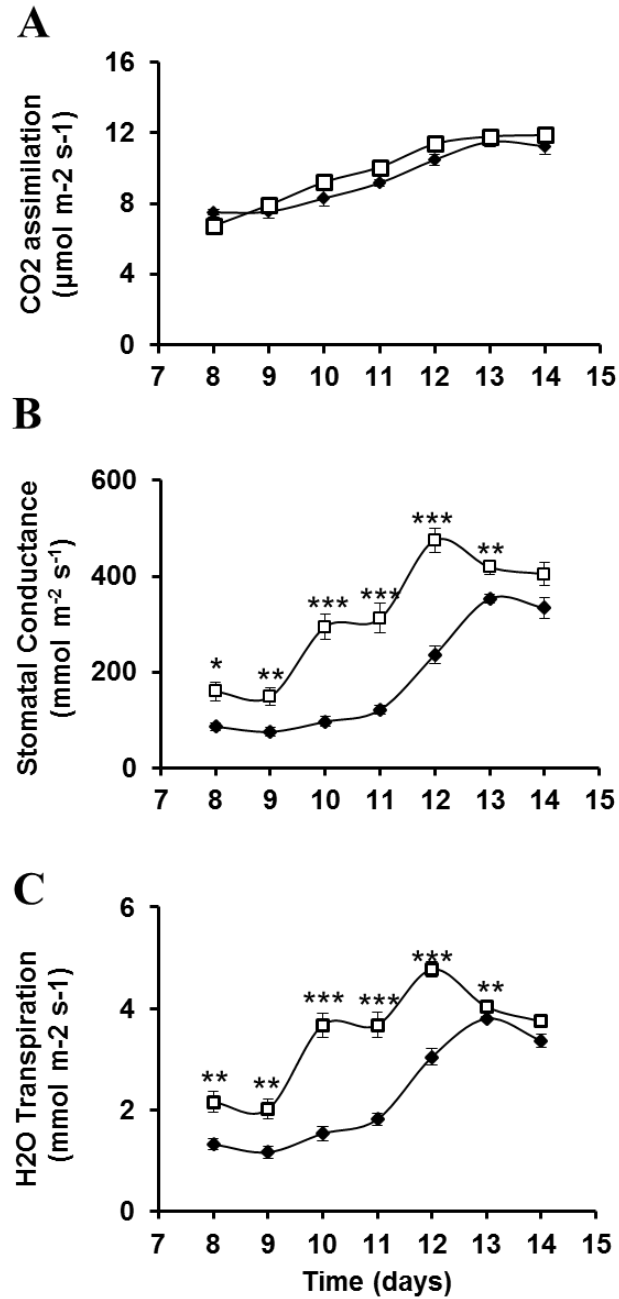 A
CO2 assimilation
(µmol m-2 s-1)
16
12
8
4
0
7 8 9 10 11 12 13 14 15
B
Stomatal Conductance
(mmol m⁻² s⁻¹)
600
400
200
0
* ** *** *** *** **
7 8 9 10 11 12 13 14 15
C
H2O Transpiration
(mmol m-2 s-1)
6
4
2
0
** ** *** *** *** **
7 8 9 10 11 12 13 14 15
Time (days)